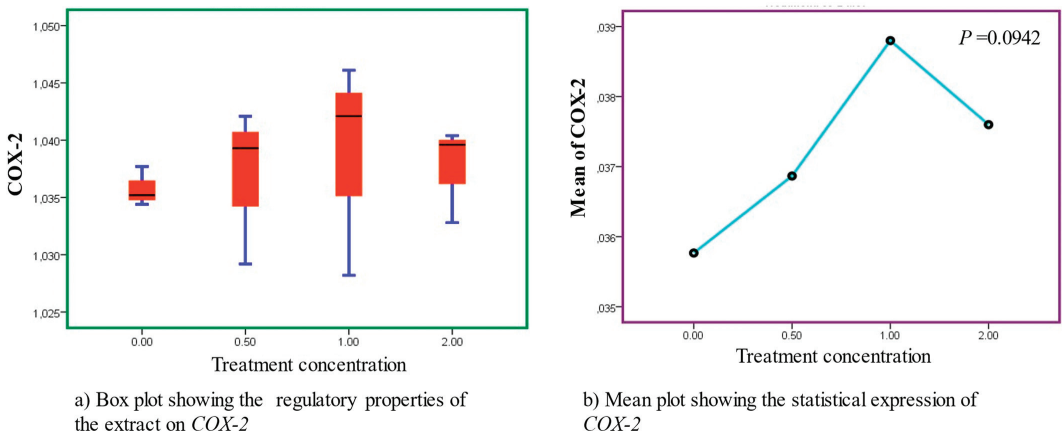 1,050
1,045
1,040
1,035
1,030
1,025
COX-2
0.00 0.50 1.00 2.00
Treatment concentration
a) Box plot showing the regulatory properties of
the extract on COX-2
,039
,038
,037
,036
,035
Mean of COX-2
P =0.0942
0.00 0.50 1.00 2.00
Treatment concentration
b) Mean plot showing the statistical expression of
COX-2